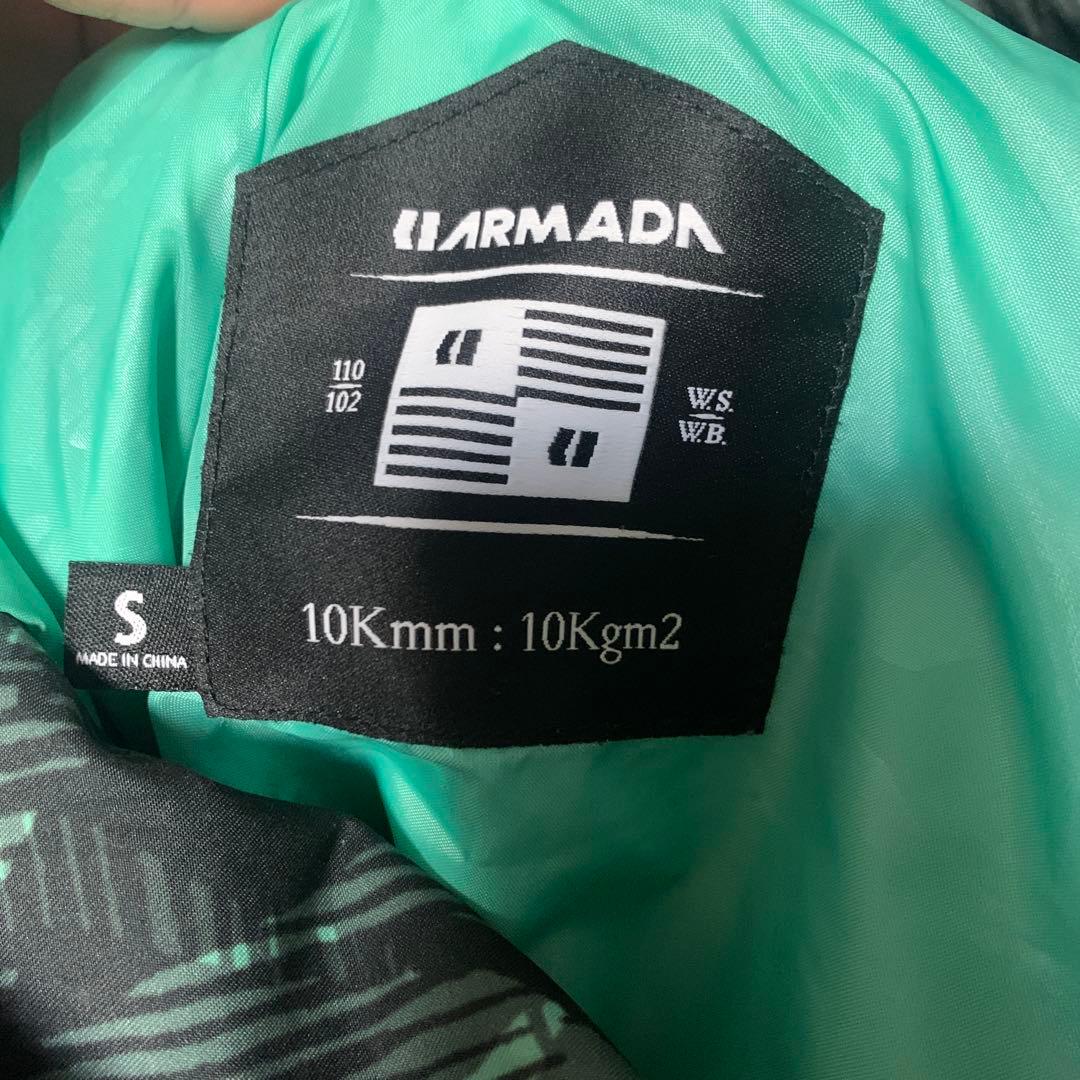 ARMADA
110
102
W.S.
W.B.
10Kmm : 10Kgm2
S
MADE IN CHINA